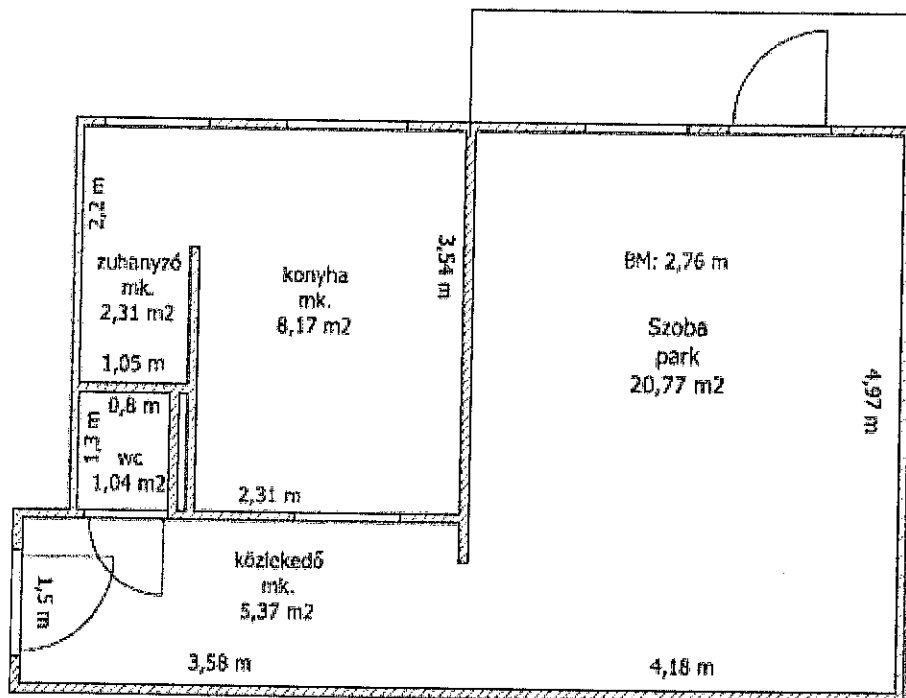 2,2 m
zuhanyzó
mk.
2,31 m2
1,05 m
konyha
mk.
8,17 m2
3,54 m
BM: 2,76 m
Szoba
park
20,77 m2
4,97 m
0,8 m
1,3 m
wc
1,04 m2
2,31 m
közlekedő
mk.
5,37 m2
1,5 m
3,58 m
4,18 m